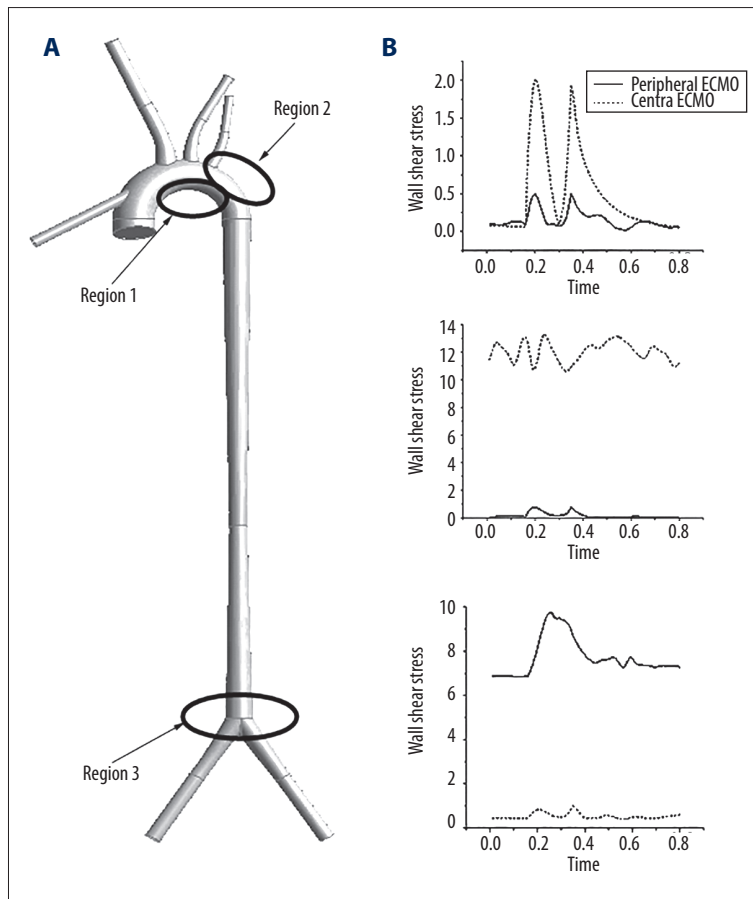 A
Region 2
Region 1
Region 3
B
Peripheral ECMO
Centra ECMO
Wall shear stress
2.0
1.5
1.0
0.5
0.0
0.0 0.2 0.4 0.6 0.8
Time
Wall shear stress
14
12
10
8
6
4
2
0
0.0 0.2 0.4 0.6 0.8
Time
Wall shear stress
10
8
6
4
2
0
0.0 0.2 0.4 0.6 0.8
Time